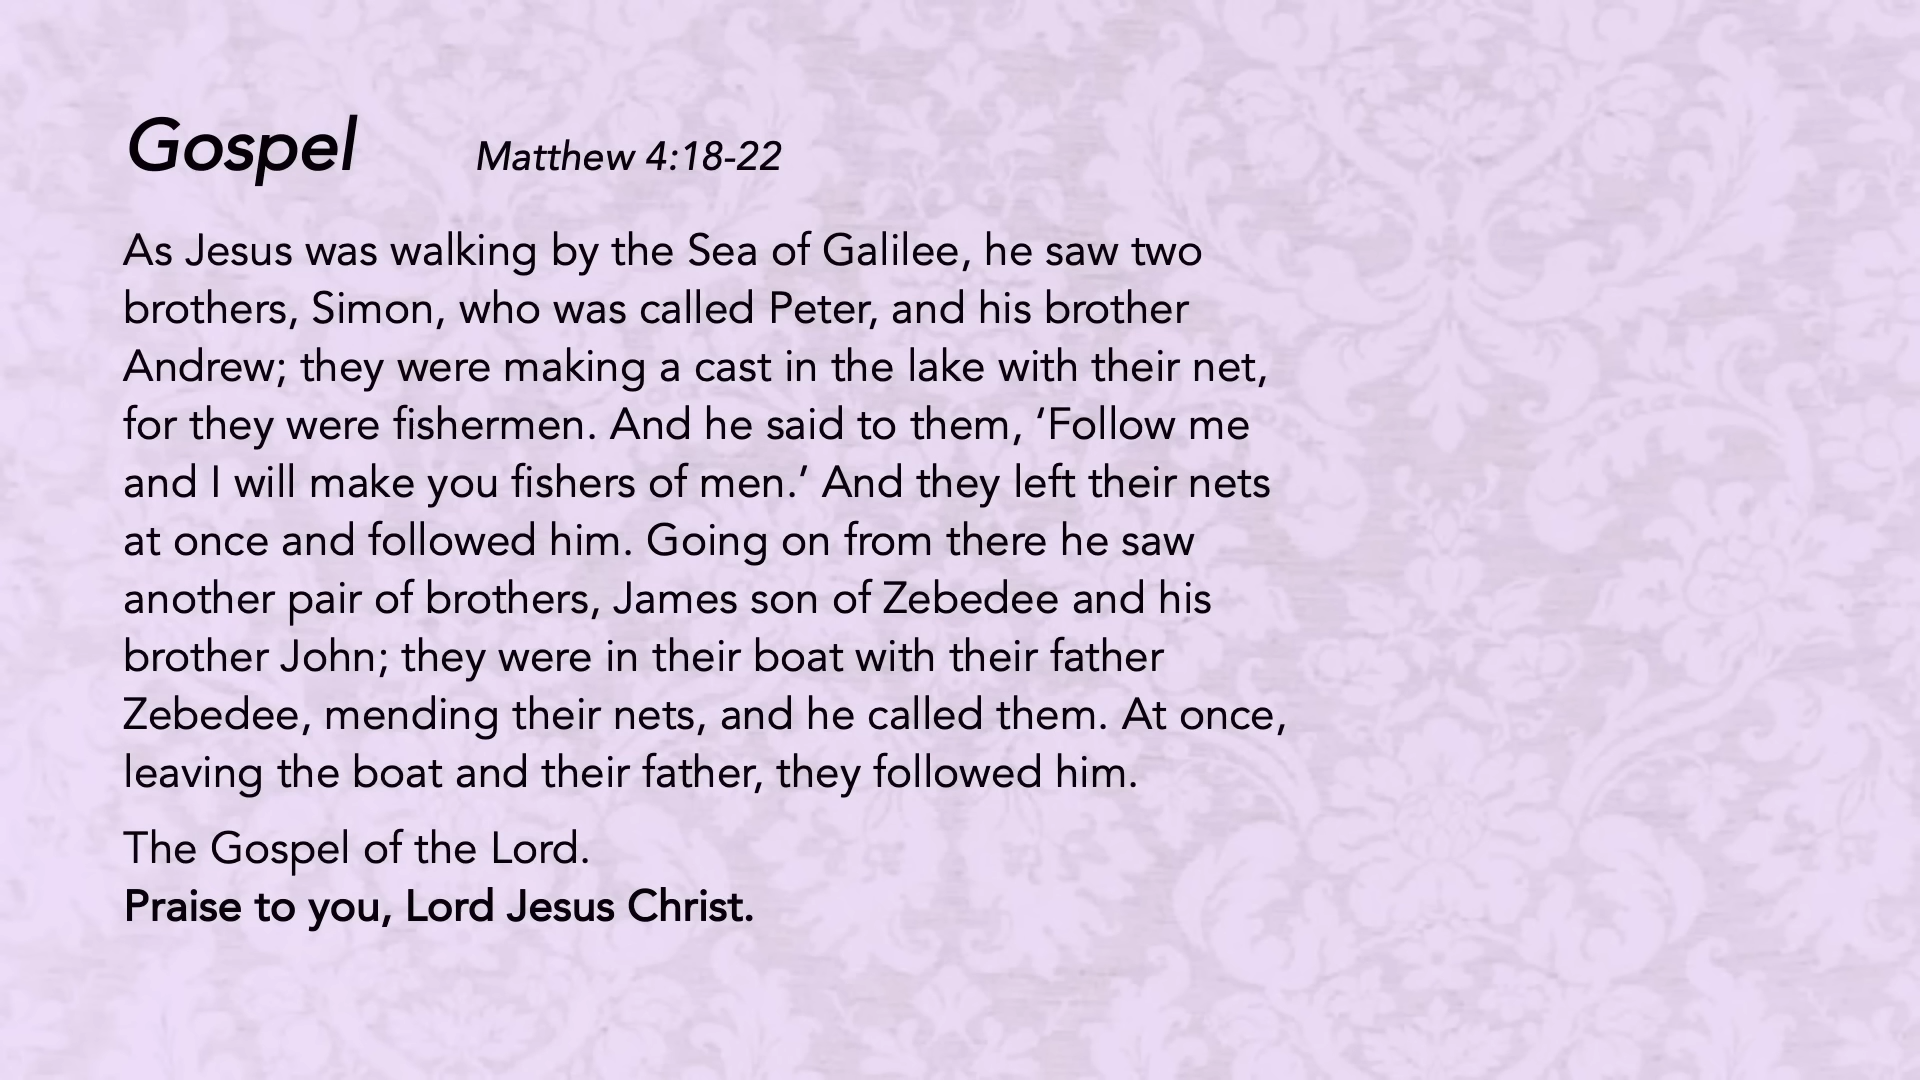 Gospel Matthew 4:18-22
As Jesus was walking by the Sea of Galilee, he saw two
brothers, Simon, who was called Peter, and his brother
Andrew; they were making a cast in the lake with their net,
for they were fishermen. And he said to them, ‘Follow me
and I will make you fishers of men.’ And they left their nets
at once and followed him. Going on from there he saw
another pair of brothers, James son of Zebedee and his
brother John; they were in their boat with their father
Zebedee, mending their nets, and he called them. At once,
leaving the boat and their father, they followed him.
The Gospel of the Lord.
Praise to you, Lord Jesus Christ.